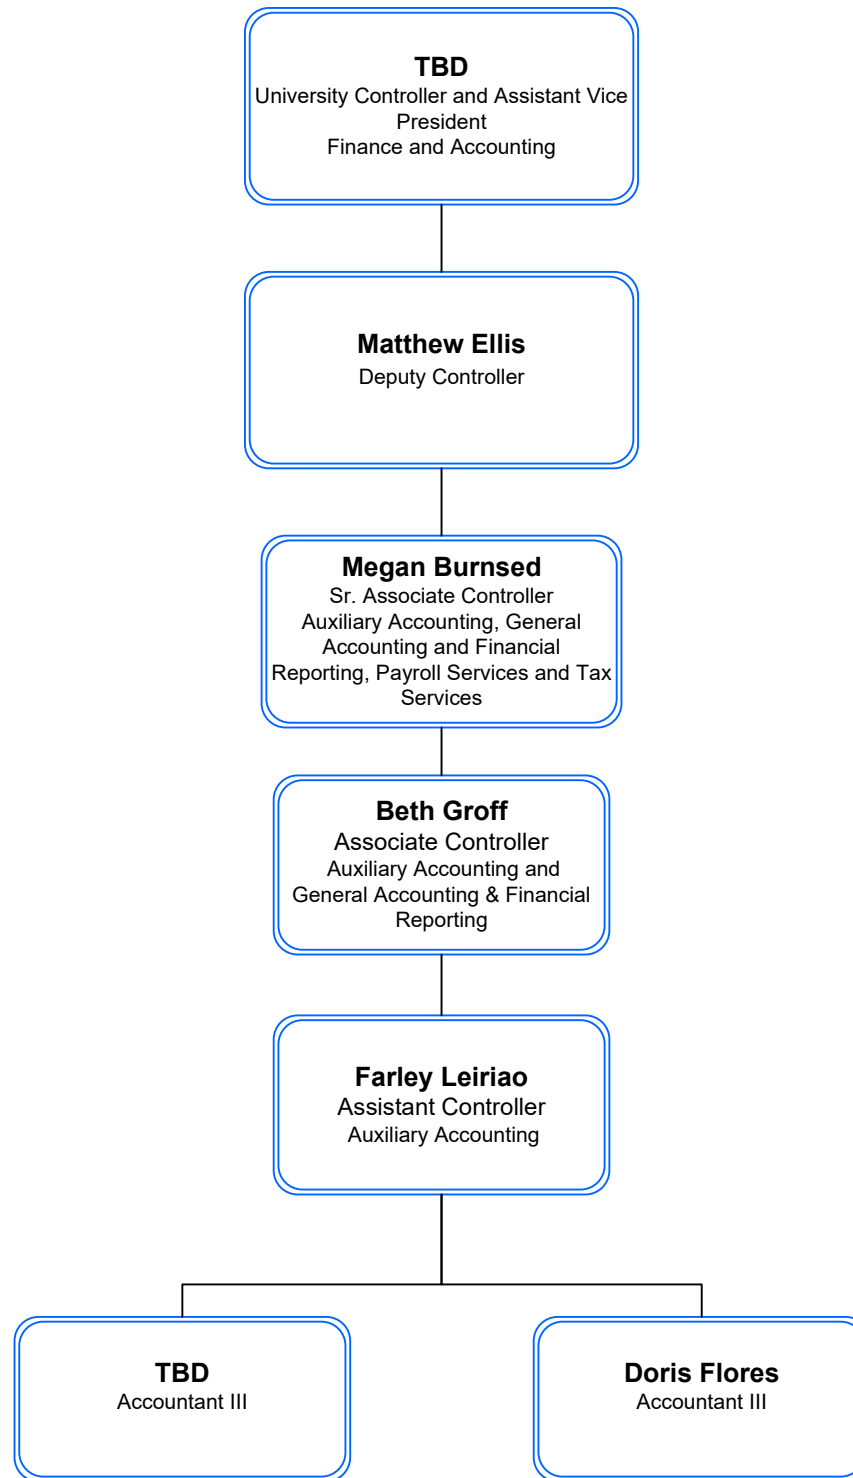 TBD
University Controller and Assistant Vice
President
Finance and Accounting
Matthew Ellis
Deputy Controller
Megan Burnsed
Sr. Associate Controller
Auxiliary Accounting, General
Accounting and Financial
Reporting, Payroll Services and Tax
Services
Beth Groff
Associate Controller
Auxiliary Accounting and
General Accounting & Financial
Reporting
Farley Leiriao
Assistant Controller
Auxiliary Accounting
TBD
Accountant III
Doris Flores
Accountant III